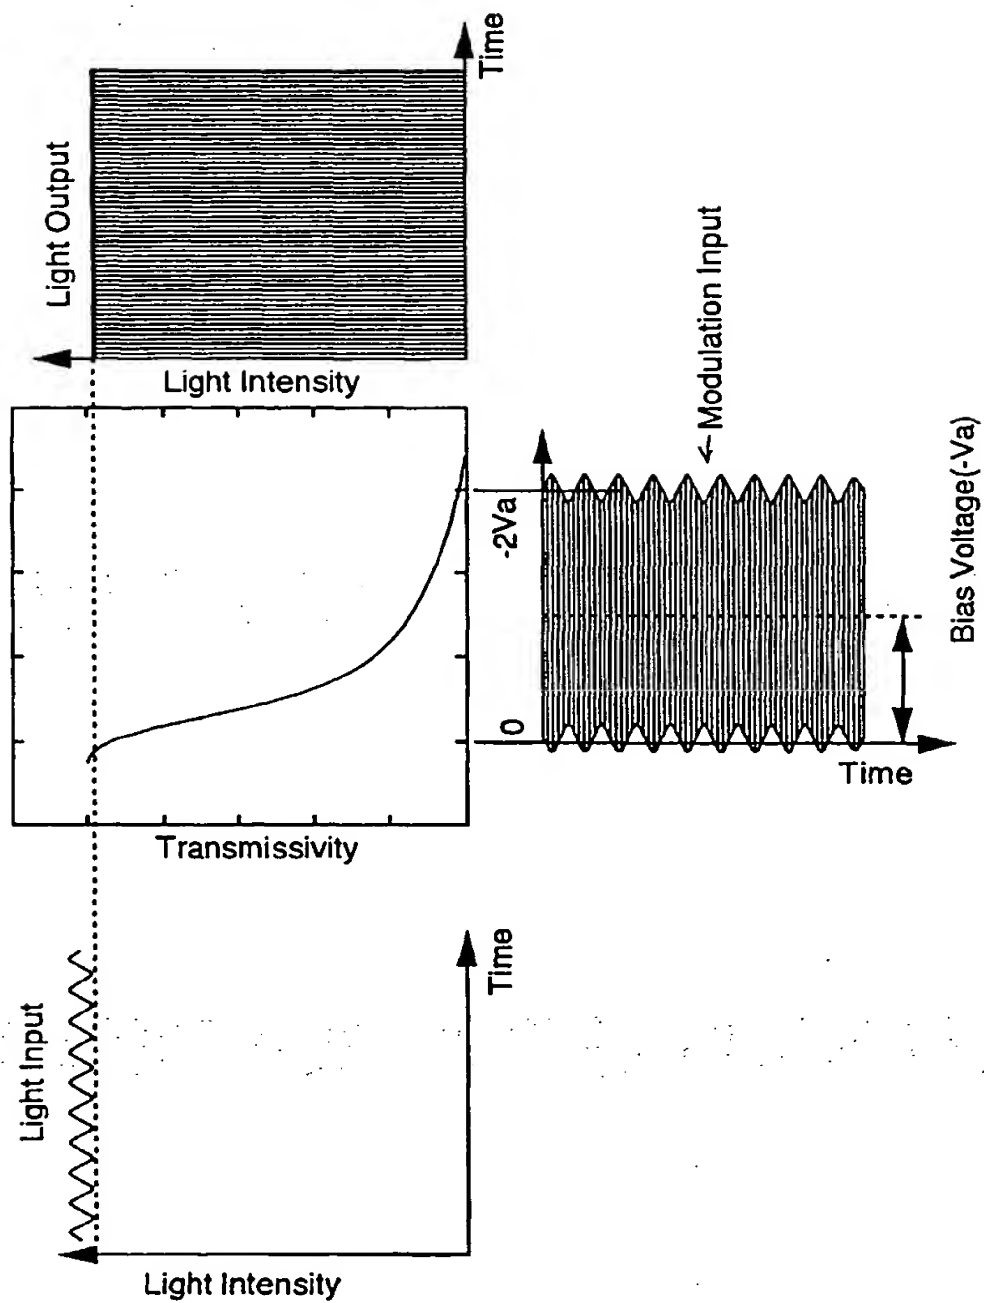 Light Input
Light Intensity
Time
Transmissivity
0
-2Va
Light Output
Light Intensity
Time
Modulation Input
Time
Bias Voltage(-Va)